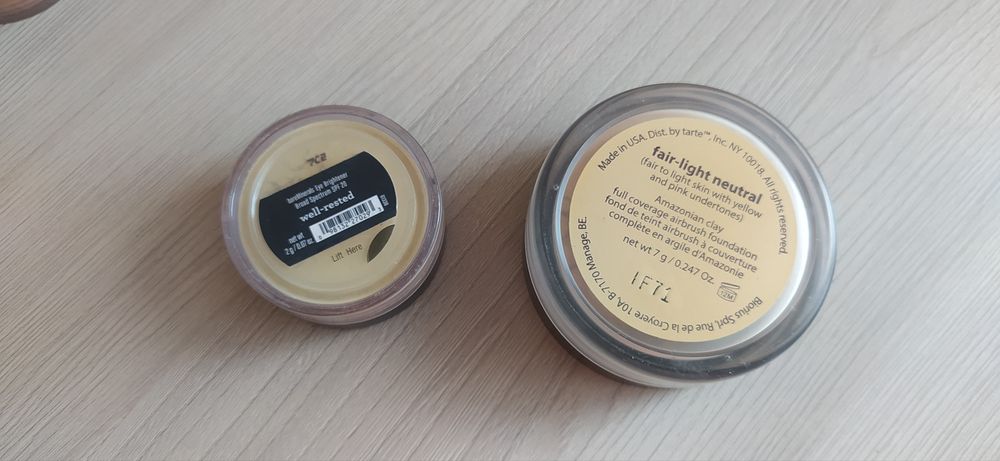 7C2
bareMinerals Eye Brightener
Broad Spectrum SPF 20
well-rested
net wt
2 g / 0.07 oz
Lift Here
Made in USA. Dist. by tarte™, Inc. NY 10018. All rights reserved.
fair-light neutral
(fair to light skin with yellow
and pink undertones)
Amazonian clay
full coverage airbrush foundation
fond de teint airbrush à couverture
complète en argile d'Amazonie
net wt 7 g / 0.247 Oz.
12M
1F71
Biorius Sprl, Rue de la Croyere 10A, B-7170 Manage, BE.